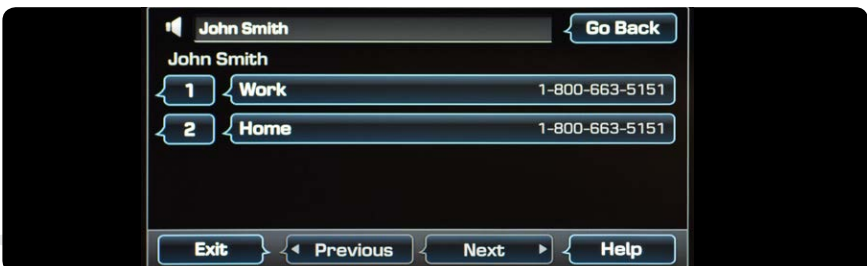 John Smith
Go Back
John Smith
1 Work 1-800-663-5151
2 Home 1-800-663-5151
Exit Previous Next Help